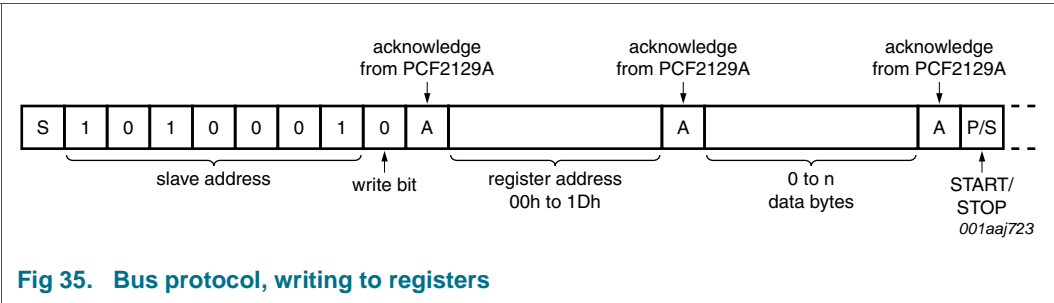 acknowledge acknowledge acknowledge
from PCF2129A from PCF2129A from PCF2129A
S 1 0 1 0 0 0 1 0 A A A P/S
slave address write bit register address 0 to n START/
00h to 1Dh data bytes STOP
001aaj723
Fig 35. Bus protocol, writing to registers